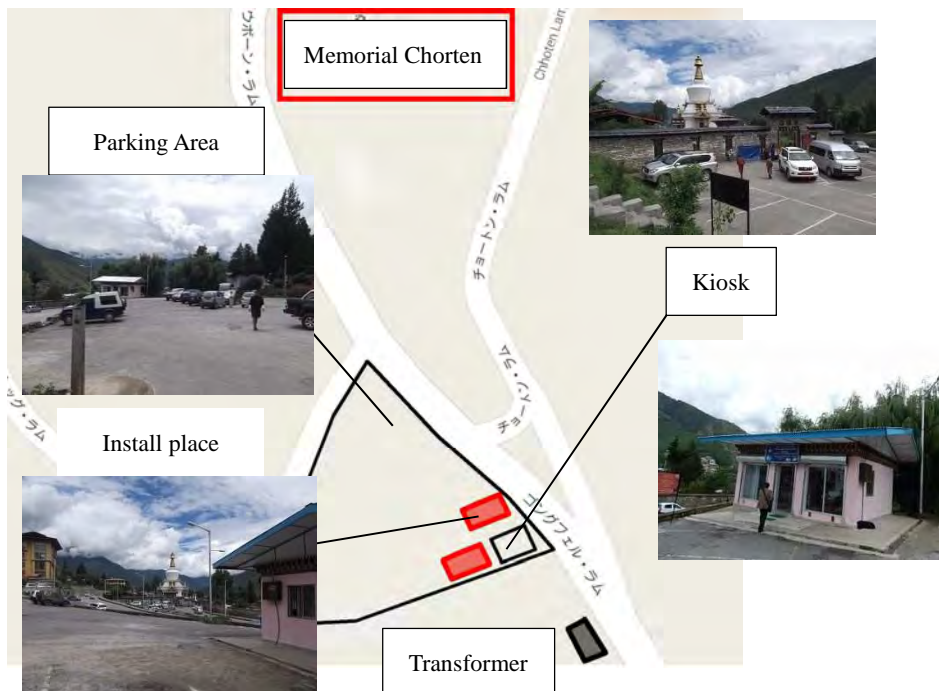 Memorial Chorten
Chhoten Lam
Parking Area
チョートン・ラム
Kiosk
チョートン・ラム
Install place
ゴングフェル・ラム
Transformer